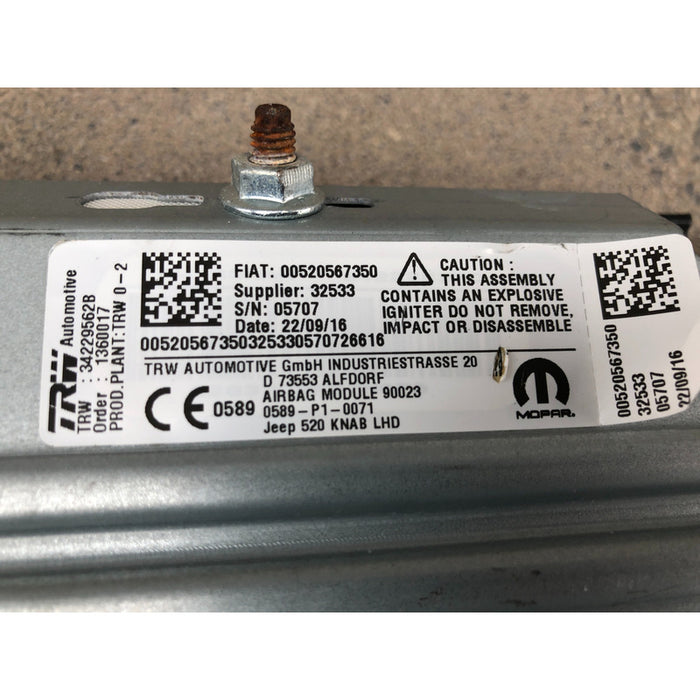 TRW Automotive
TRW : 34229562B
Order : 1360017
PROD.PLANT:TRW 0-2
FIAT: 00520567350
Supplier: 32533
S/N: 05707
Date: 22/09/16
CAUTION :
THIS ASSEMBLY
CONTAINS AN EXPLOSIVE
IGNITER DO NOT REMOVE,
IMPACT OR DISASSEMBLY
005205673503253305707266​16
TRW AUTOMOTIVE GmbH INDUSTRIESTRASSE 20
D 73553 ALFDORF
AIRBAG MODULE 90023
CE 0589 0589-P1-0071
Jeep 520 KNAB LHD
MOPAR
00520567350
32533
05707
22/09/16